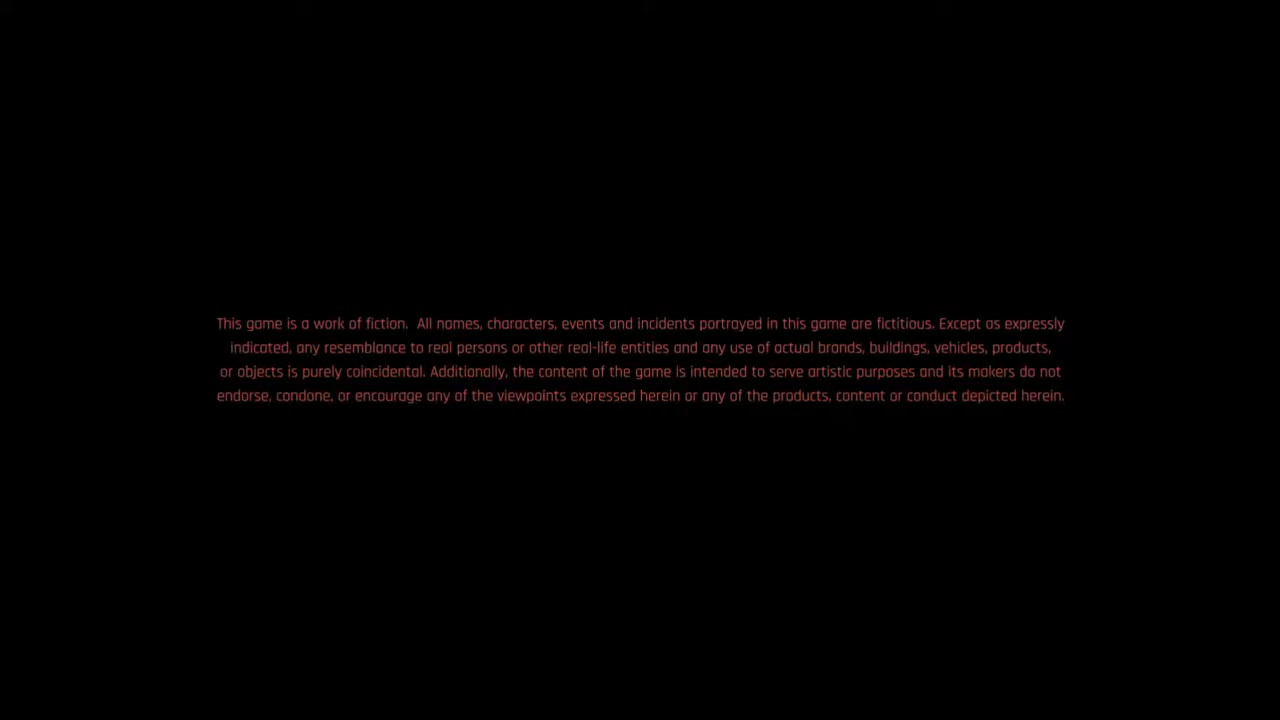 This game is a work of fiction.  All names, characters, events and incidents portrayed in this game are fictitious. Except as expressly
indicated, any resemblance to real persons or other real-life entities and any use of actual brands, buildings, vehicles, products,
or objects is purely coincidental. Additionally, the content of the game is intended to serve artistic purposes and its makers do not
endorse, condone, or encourage any of the viewpoints expressed herein or any of the products, content or conduct depicted herein.